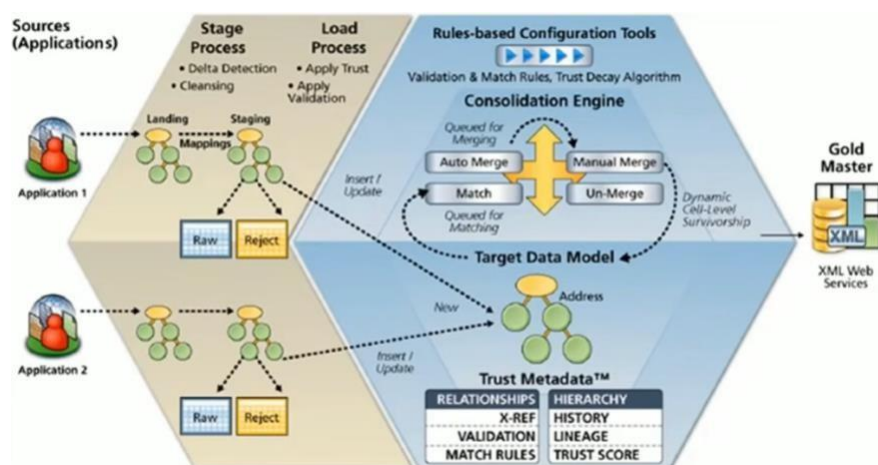 Sources
(Applications)
Stage
Process
• Delta Detection
• Cleansing
Load
Process
• Apply Trust
• Apply
Validation
Rules-based Configuration Tools
Validation & Match Rules, Trust Decay Algorithm
Consolidation Engine
Queued for
Merging
Auto Merge
Manual Merge
Match
Un-Merge
Queued for
Matching
Dynamic
Cell-Level
Survivorship
Gold
Master
XML
XML Web
Services
Landing
Staging
Mappings
Application 1
Insert /
Update
Raw
Reject
Target Data Model
Address
New
Application 2
Insert /
Update
Raw
Reject
Trust Metadata™
RELATIONSHIPS
HIERARCHY
X-REF
HISTORY
VALIDATION
LINEAGE
MATCH RULES
TRUST SCORE